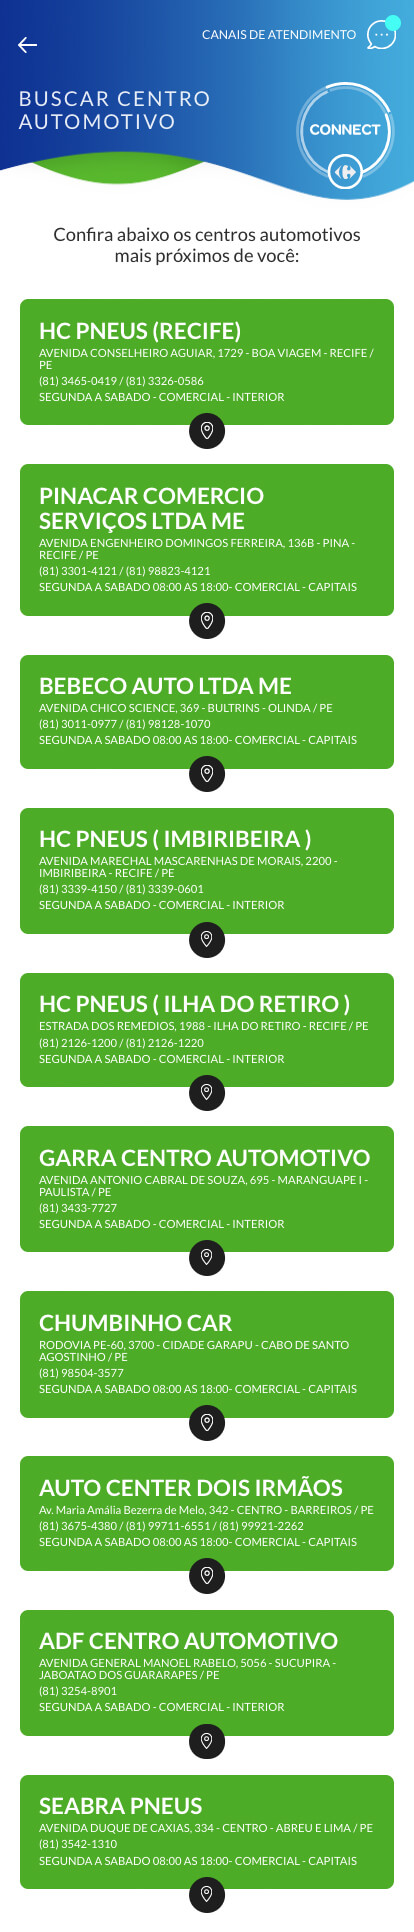 CANAIS DE ATENDIMENTO
BUSCAR CENTRO
AUTOMOTIVO
CONNECT
Confira abaixo os centros automotivos
mais próximos de você:
HC PNEUS (RECIFE)
AVENIDA CONSELHEIRO AGUIAR, 1729 - BOA VIAGEM - RECIFE /
PE
(81) 3465-0419 / (81) 3326-0586
SEGUNDA A SABADO - COMERCIAL - INTERIOR
PINACAR COMERCIO
SERVIÇOS LTDA ME
AVENIDA ENGENHEIRO DOMINGOS FERREIRA, 136B - PINA -
RECIFE / PE
(81) 3301-4121 / (81) 98823-4121
SEGUNDA A SABADO 08:00 AS 18:00- COMERCIAL - CAPITAIS
BEBECO AUTO LTDA ME
AVENIDA CHICO SCIENCE, 369 - BULTRINS - OLINDA / PE
(81) 3011-0977 / (81) 98128-1070
SEGUNDA A SABADO 08:00 AS 18:00- COMERCIAL - CAPITAIS
HC PNEUS ( IMBIRIBEIRA )
AVENIDA MARECHAL MASCARENHAS DE MORAIS, 2200 -
IMBIRIBEIRA - RECIFE / PE
(81) 3339-4150 / (81) 3339-0601
SEGUNDA A SABADO - COMERCIAL - INTERIOR
HC PNEUS ( ILHA DO RETIRO )
ESTRADA DOS REMEDIOS, 1988 - ILHA DO RETIRO - RECIFE / PE
(81) 2126-1200 / (81) 2126-1220
SEGUNDA A SABADO - COMERCIAL - INTERIOR
GARRA CENTRO AUTOMOTIVO
AVENIDA ANTONIO CABRAL DE SOUZA, 695 - MARANGUAPE I -
PAULISTA / PE
(81) 3433-7727
SEGUNDA A SABADO - COMERCIAL - INTERIOR
CHUMBINHO CAR
RODOVIA PE-60, 3700 - CIDADE GARAPU - CABO DE SANTO
AGOSTINHO / PE
(81) 98504-3577
SEGUNDA A SABADO 08:00 AS 18:00- COMERCIAL - CAPITAIS
AUTO CENTER DOIS IRMÃOS
Av. Maria Amália Bezerra de Melo, 342 - CENTRO - BARREIROS / PE
(81) 3675-4380 / (81) 99711-6551 / (81) 99921-2262
SEGUNDA A SABADO 08:00 AS 18:00- COMERCIAL - CAPITAIS
ADF CENTRO AUTOMOTIVO
AVENIDA GENERAL MANOEL RABELO, 5056 - SUCUPIRA -
JABOATAO DOS GUARARAPES / PE
(81) 3254-8901
SEGUNDA A SABADO - COMERCIAL - INTERIOR
SEABRA PNEUS
AVENIDA DUQUE DE CAXIAS, 334 - CENTRO - ABREU E LIMA / PE
(81) 3542-1310
SEGUNDA A SABADO 08:00 AS 18:00- COMERCIAL - CAPITAIS